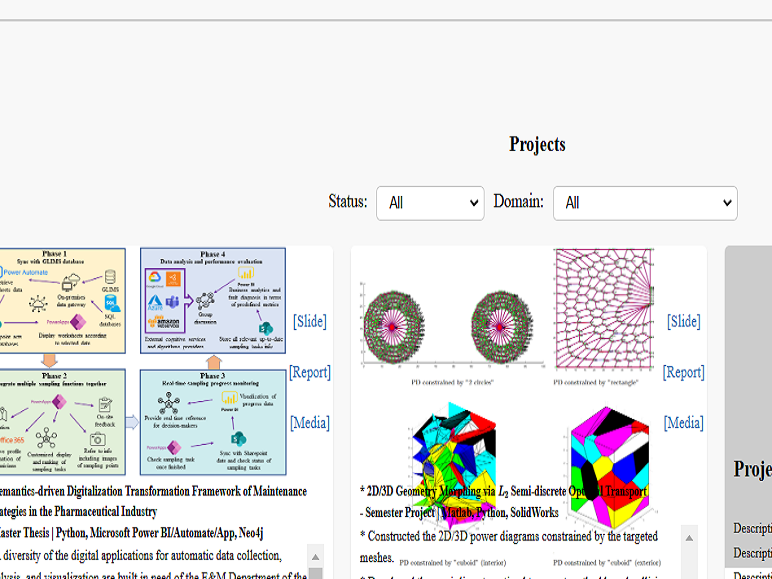 Projects
Status: All Domain: All
Phase 1
Sync with GLIMS database
Power Automate
GLIMS
On-premises
data gateway
SQL
databases
PowerApps
Display worksheets according
to selected date
Phase 4
Data analysis and performance evaluation
Power BI
Business analytics and
fault diagnosis in terms
of predefined metrics
Azure
amazon
webservices
Group
discussion
External cognitive services
and algorithms providers
Store all relevant up-to-date
sampling tasks info
Phase 2
multiple sampling functions together
PowerApps
On-site
feedback
Office 365
Customized display
and ranking of
sampling tasks
Refer to info
including images
of sampling points
Phase 3
Real-time sampling progress monitoring
Provide real-time reference
for decision-makers
Power BI
Visualization of
progress data
PowerApps
Check sampling task
once finished
Sync with Sharepoint
data and check status of
sampling tasks
[Slide]
[Report]
[Media]
Semantics-driven Digitalization Transformation Framework of Maintenance
Strategies in the Pharmaceutical Industry
Master Thesis | Python, Microsoft Power BI/Automate/App, Neo4j
diversity of the digital applications for automatic data collection,
analysis, and visualization are built in need of the E&M Department of the
PD constrained by "2 circles"
PD constrained by "rectangle"
[Slide]
[Report]
[Media]
* 2D/3D Geometry Morphing via L2 Semi-discrete Optimal Transport
- Semester Project | Matlab, Python, SolidWorks
* Constructed the 2D/3D power diagrams constrained by the targeted
meshes.
PD constrained by "cuboid" (interior)
PD constrained by "cuboid" (exterior)
Proje
Descripti
Descripti
Descripti